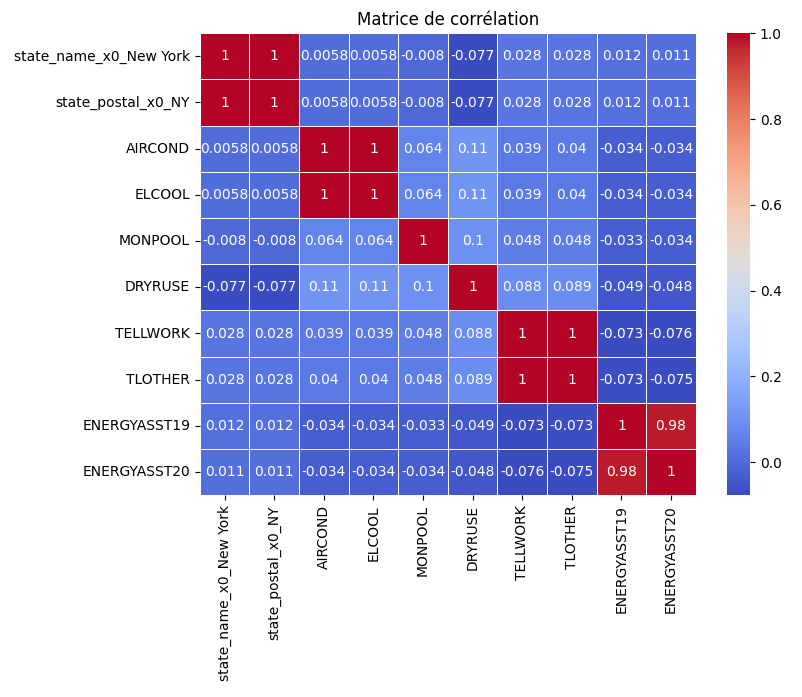 Matrice de corrélation
state_name_x0_New York 1 1 0.0058 0.0058 -0.008 -0.077 0.028 0.028 0.012 0.011
state_postal_x0_NY 1 1 0.0058 0.0058 -0.008 -0.077 0.028 0.028 0.012 0.011
AIRCOND 0.0058 0.0058 1 1 0.064 0.11 0.039 0.04 -0.034 -0.034
ELCOOL 0.0058 0.0058 1 1 0.064 0.11 0.039 0.04 -0.034 -0.034
MONPOOL -0.008 -0.008 0.064 0.064 1 0.1 0.048 0.048 -0.033 -0.034
DRYRUSE -0.077 -0.077 0.11 0.11 0.1 1 0.088 0.089 -0.049 -0.048
TELLWORK 0.028 0.028 0.039 0.039 0.048 0.088 1 1 -0.073 -0.076
TLOTHER 0.028 0.028 0.04 0.04 0.048 0.089 1 1 -0.073 -0.075
ENERGYASST19 0.012 0.012 -0.034 -0.034 -0.033 -0.049 -0.073 -0.073 1 0.98
ENERGYASST20 0.011 0.011 -0.034 -0.034 -0.034 -0.048 -0.076 -0.075 0.98 1
state_name_x0_New York
state_postal_x0_NY
AIRCOND
ELCOOL
MONPOOL
DRYRUSE
TELLWORK
TLOTHER
ENERGYASST19
ENERGYASST20
1.0
0.8
0.6
0.4
0.2
0.0